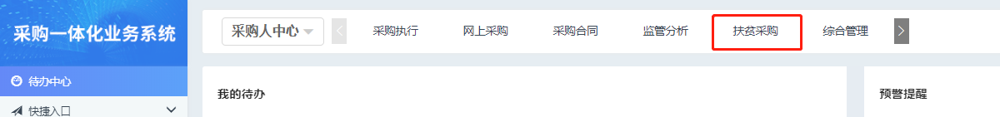 采购一体化业务系统
采购人中心 采购执行 网上采购 采购合同 监管分析 扶贫采购 综合管理
待办中心
快捷入口
我的待办
预警提醒